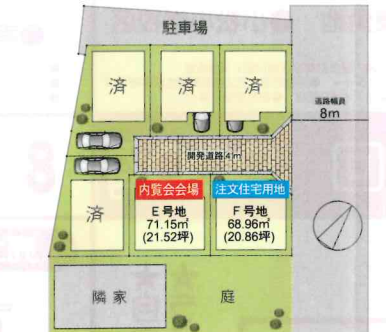 駐車場
済
済
済
道路幅員
8m
開発道路4m
内覧会会場
注文住宅用地
済
E号地
71.15㎡
(21.52坪)
F号地
68.96㎡
(20.86坪)
隣家
庭